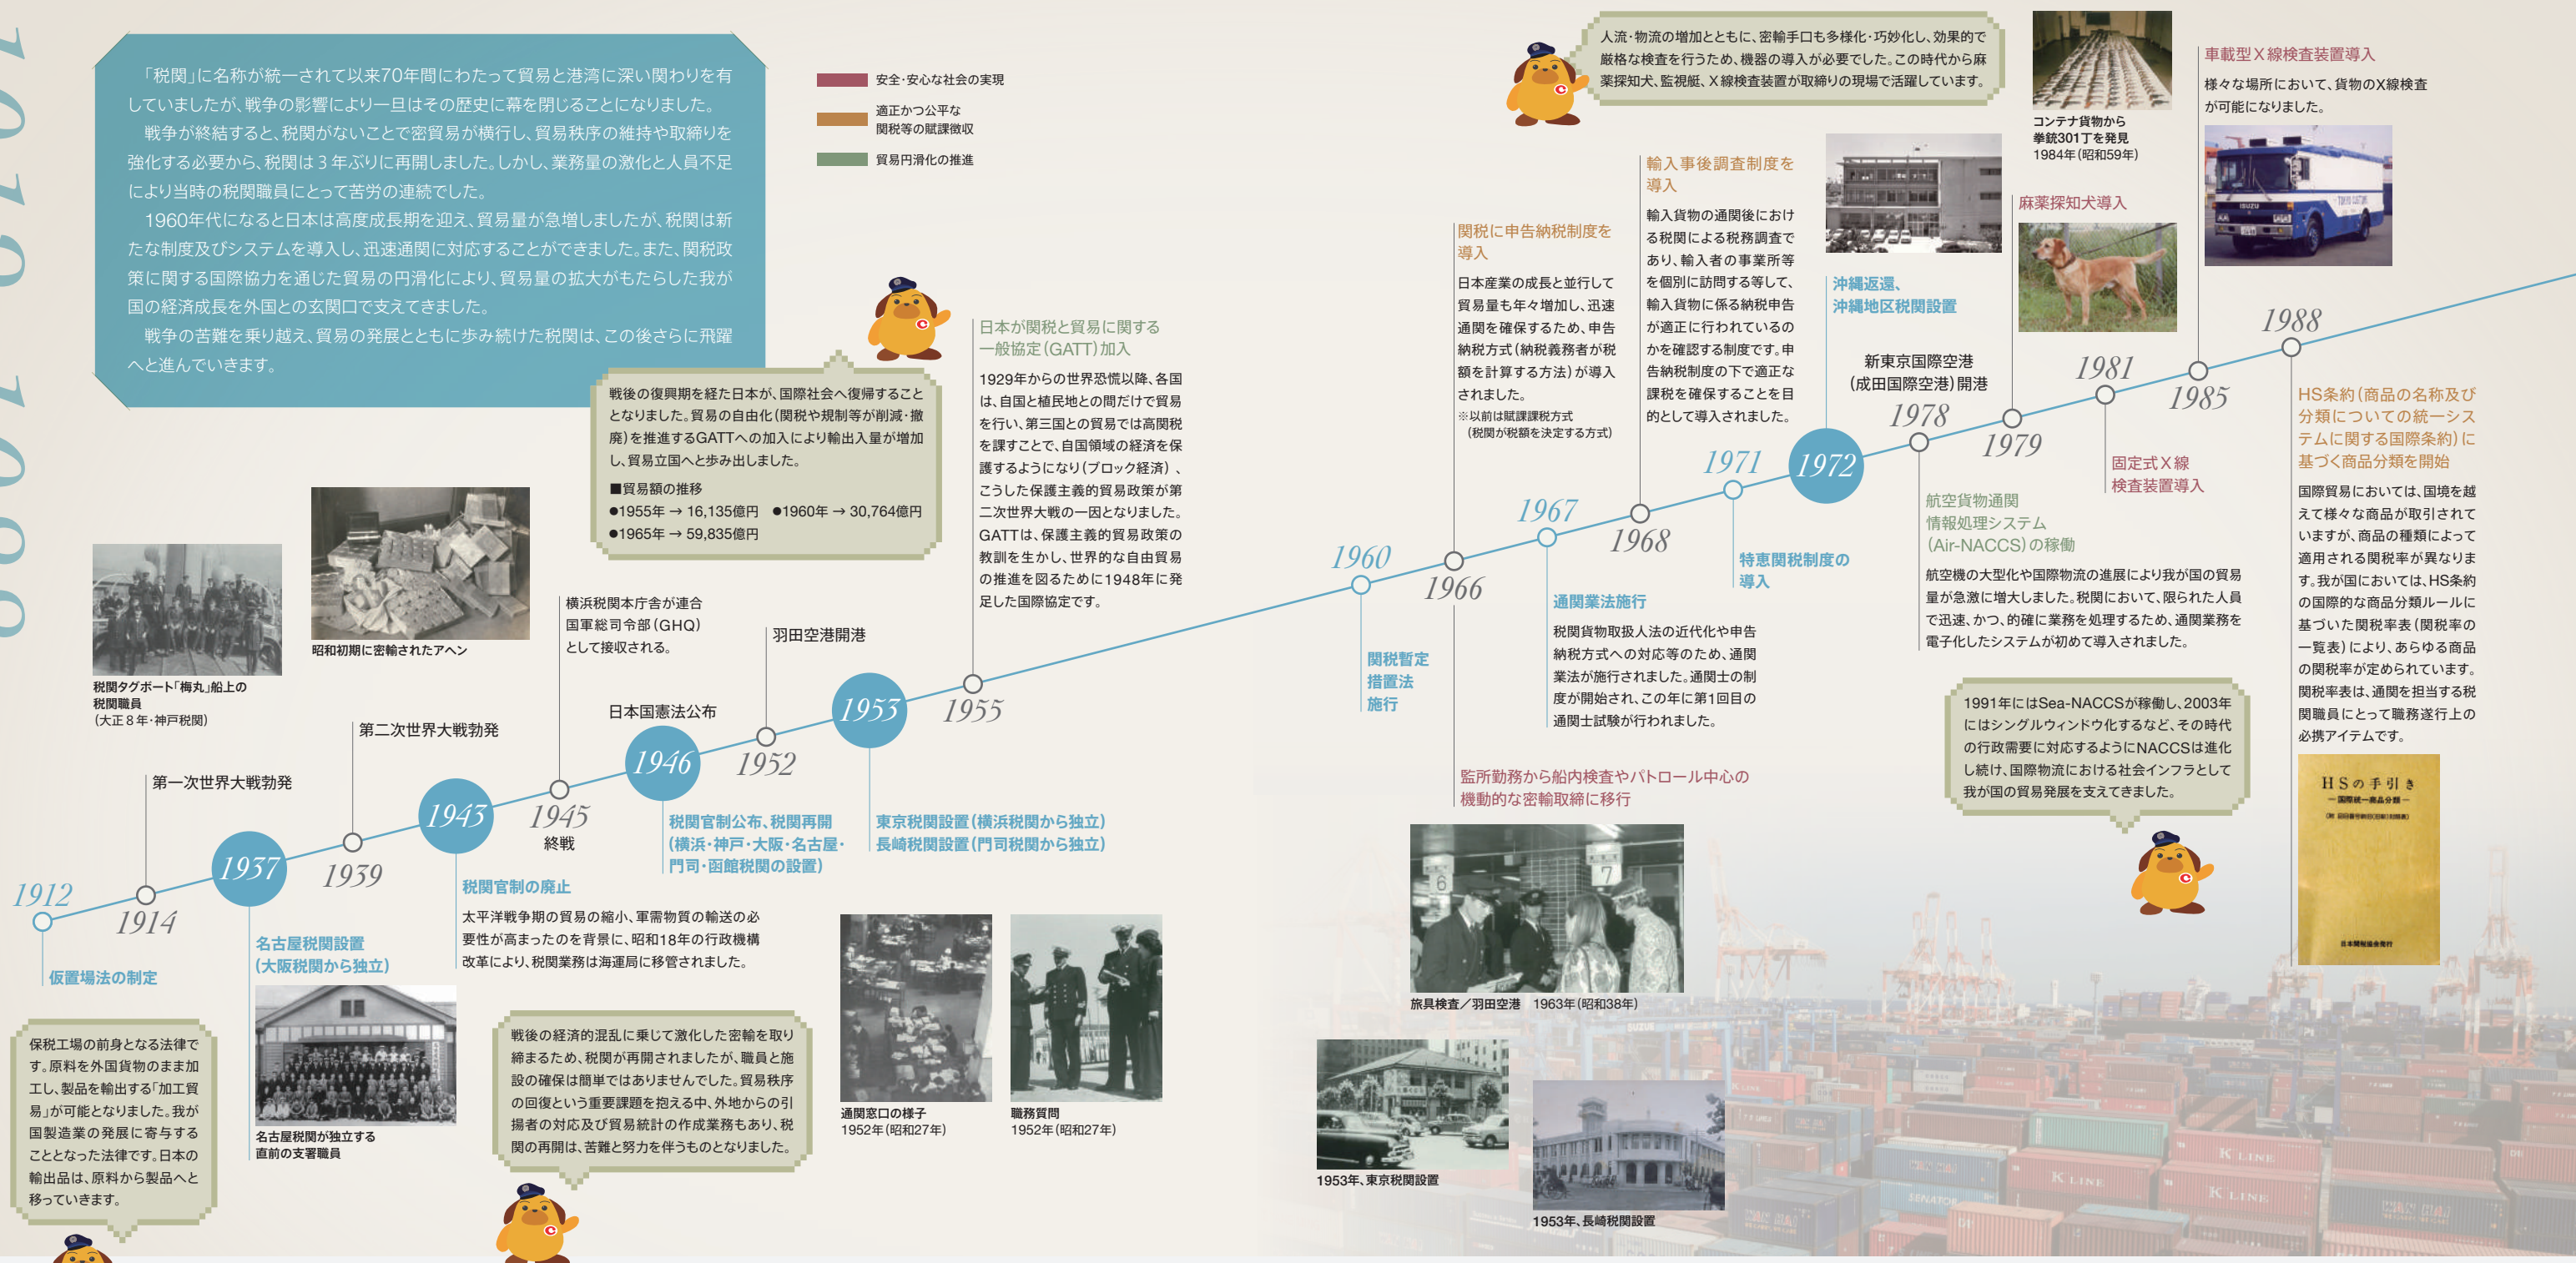 「税関」に名称が統一されて以来70年間にわたって貿易と港湾に深い関わりを有
していましたが、戦争の影響により一旦はその歴史に幕を閉じることになりました。
戦争が終結すると、税関がないことで密貿易が横行し、貿易秩序の維持や取締りを
強化する必要から、税関は3年ぶりに再開しました。しかし、業務量の激化と人員不足
により当時の税関職員にとって苦労の連続でした。
1960年代になると日本は高度成長期を迎え、貿易量が急増しましたが、税関は新
たな制度及びシステムを導入し、迅速通関に対応することができました。また、関税政
策に関する国際協力を通じた貿易の円滑化により、貿易量の拡大がもたらした我が
国の経済成長を外国との玄関口で支えてきました。
戦争の苦難を乗り越え、貿易の発展とともに歩み続けた税関は、この後さらに飛躍
へと進んでいきます。
安全・安心な社会の実現
適正かつ公平な
関税等の賦課徴収
貿易円滑化の推進
1912
仮置場法の制定
保税工場の前身となる法律で
す。原料を外国貨物のまま加
工し、製品を輸出する「加工貿
易」が可能となりました。我が
国製造業の発展に寄与する
こととなった法律です。日本の
輸出品は、原料から製品へと
移っていきます。
税関タグボート「梅丸」船上の
税関職員
(大正8年・神戸税関)
第一次世界大戦勃発
1914
1937
名古屋税関設置
(大阪税関から独立)
名古屋税関が独立する
直前の支署職員
昭和初期に密輸されたアヘン
第二次世界大戦勃発
1939
1943
税関官制の廃止
太平洋戦争期の貿易の縮小、軍需物質の輸送の必
要性が高まったのを背景に、昭和18年の行政機構
改革により、税関業務は海運局に移管されました。
横浜税関本庁舎が連合
国軍総司令部(GHQ)
として接収される。
1945
終戦
日本国憲法公布
1946
税関官制公布、税関再開
(横浜・神戸・大阪・名古屋・
門司・函館税関の設置)
戦後の経済的混乱に乗じて激化した密輸を取り
締まるため、税関が再開されましたが、職員と施
設の確保は簡単ではありませんでした。貿易秩序
の回復という重要課題を抱える中、外地からの引
揚者の対応及び貿易統計の作成業務もあり、税
関の再開は、苦難と努力を伴うものとなりました。
羽田空港開港
1952
通関窓口の様子
1952年(昭和27年)
職務質問
1952年(昭和27年)
1953
東京税関設置(横浜税関から独立)
長崎税関設置(門司税関から独立)
戦後の復興期を経た日本が、国際社会へ復帰すること
となりました。貿易の自由化(関税や規制等が削減・撤
廃)を推進するGATTへの加入により輸出入量が増加
し、貿易立国へと歩み出しました。
■貿易額の推移
●1955年 → 16,135億円 ●1960年 → 30,764億円
●1965年 → 59,835億円
日本が関税と貿易に関する
一般協定(GATT)加入
1929年からの世界恐慌以降、各国
は、自国と植民地との間だけで貿易
を行い、第三国との貿易では高関税
を課すことで、自国領域の経済を保
護するようになり(ブロック経済)、
こうした保護主義的貿易政策が第
二次世界大戦の一因となりました。
GATTは、保護主義的貿易政策の
教訓を生かし、世界的な自由貿易
の推進を図るために1948年に発
足した国際協定です。
1955
1960
関税暫定
措置法
施行
関税に申告納税制度を
導入
日本産業の成長と並行して
貿易量も年々増加し、迅速
通関を確保するため、申告
納税方式(納税義務者が税
額を計算する方法)が導入
されました。
※以前は賦課課税方式
(税関が税額を決定する方式)
1966
監所勤務から船内検査やパトロール中心の
機動的な密輸取締に移行
旅具検査/羽田空港 1963年(昭和38年)
1953年、東京税関設置
1953年、長崎税関設置
1967
通関業法施行
税関貨物取扱人法の近代化や申告
納税方式への対応等のため、通関
業法が施行されました。通関士の制
度が開始され、この年に第1回目の
通関士試験が行われました。
輸入事後調査制度を
導入
輸入貨物の通関後におけ
る税関による税務調査で
あり、輸入者の事業所等
を個別に訪問する等して、
輸入貨物に係る納税申告
が適正に行われているの
かを確認する制度です。申
告納税制度の下で適正な
課税を確保することを目
的として導入されました。
1968
1971
特恵関税制度の
導入
沖縄返還、
沖縄地区税関設置
1972
新東京国際空港
(成田国際空港)開港
1978
航空貨物通関
情報処理システム
(Air-NACCS)の稼働
航空機の大型化や国際物流の進展により我が国の貿易
量が急激に増大しました。税関において、限られた人員
で迅速、かつ、的確に業務を処理するため、通関業務を
電子化したシステムが初めて導入されました。
1991年にはSea-NACCSが稼働し、2003年
にはシングルウィンドウ化するなど、その時代
の行政需要に対応するようにNACCSは進化
し続け、国際物流における社会インフラとして
我が国の貿易発展を支えてきました。
人流・物流の増加とともに、密輸手口も多様化・巧妙化し、効果的で
厳格な検査を行うため、機器の導入が必要でした。この時代から麻
薬探知犬、監視艇、X線検査装置が取締りの現場で活躍しています。
麻薬探知犬導入
1979
コンテナ貨物から
拳銃301丁を発見
1984年(昭和59年)
1981
固定式X線
検査装置導入
車載型X線検査装置導入
様々な場所において、貨物のX線検査
が可能になりました。
ISUZU
1985
1988
HS条約(商品の名称及び
分類についての統一シス
テムに関する国際条約)に
基づく商品分類を開始
国際貿易においては、国境を越
えて様々な商品が取引されて
いますが、商品の種類によって
適用される関税率が異なりま
す。我が国においては、HS条約
の国際的な商品分類ルールに
基づいた関税率表(関税率の
一覧表)により、あらゆる商品
の関税率が定められています。
関税率表は、通関を担当する税
関職員にとって職務遂行上の
必携アイテムです。
HSの手引き
―国際統一商品分類―
日本関税協会発行
6
7
K LINE
K LINE
K LINE
SENATOR